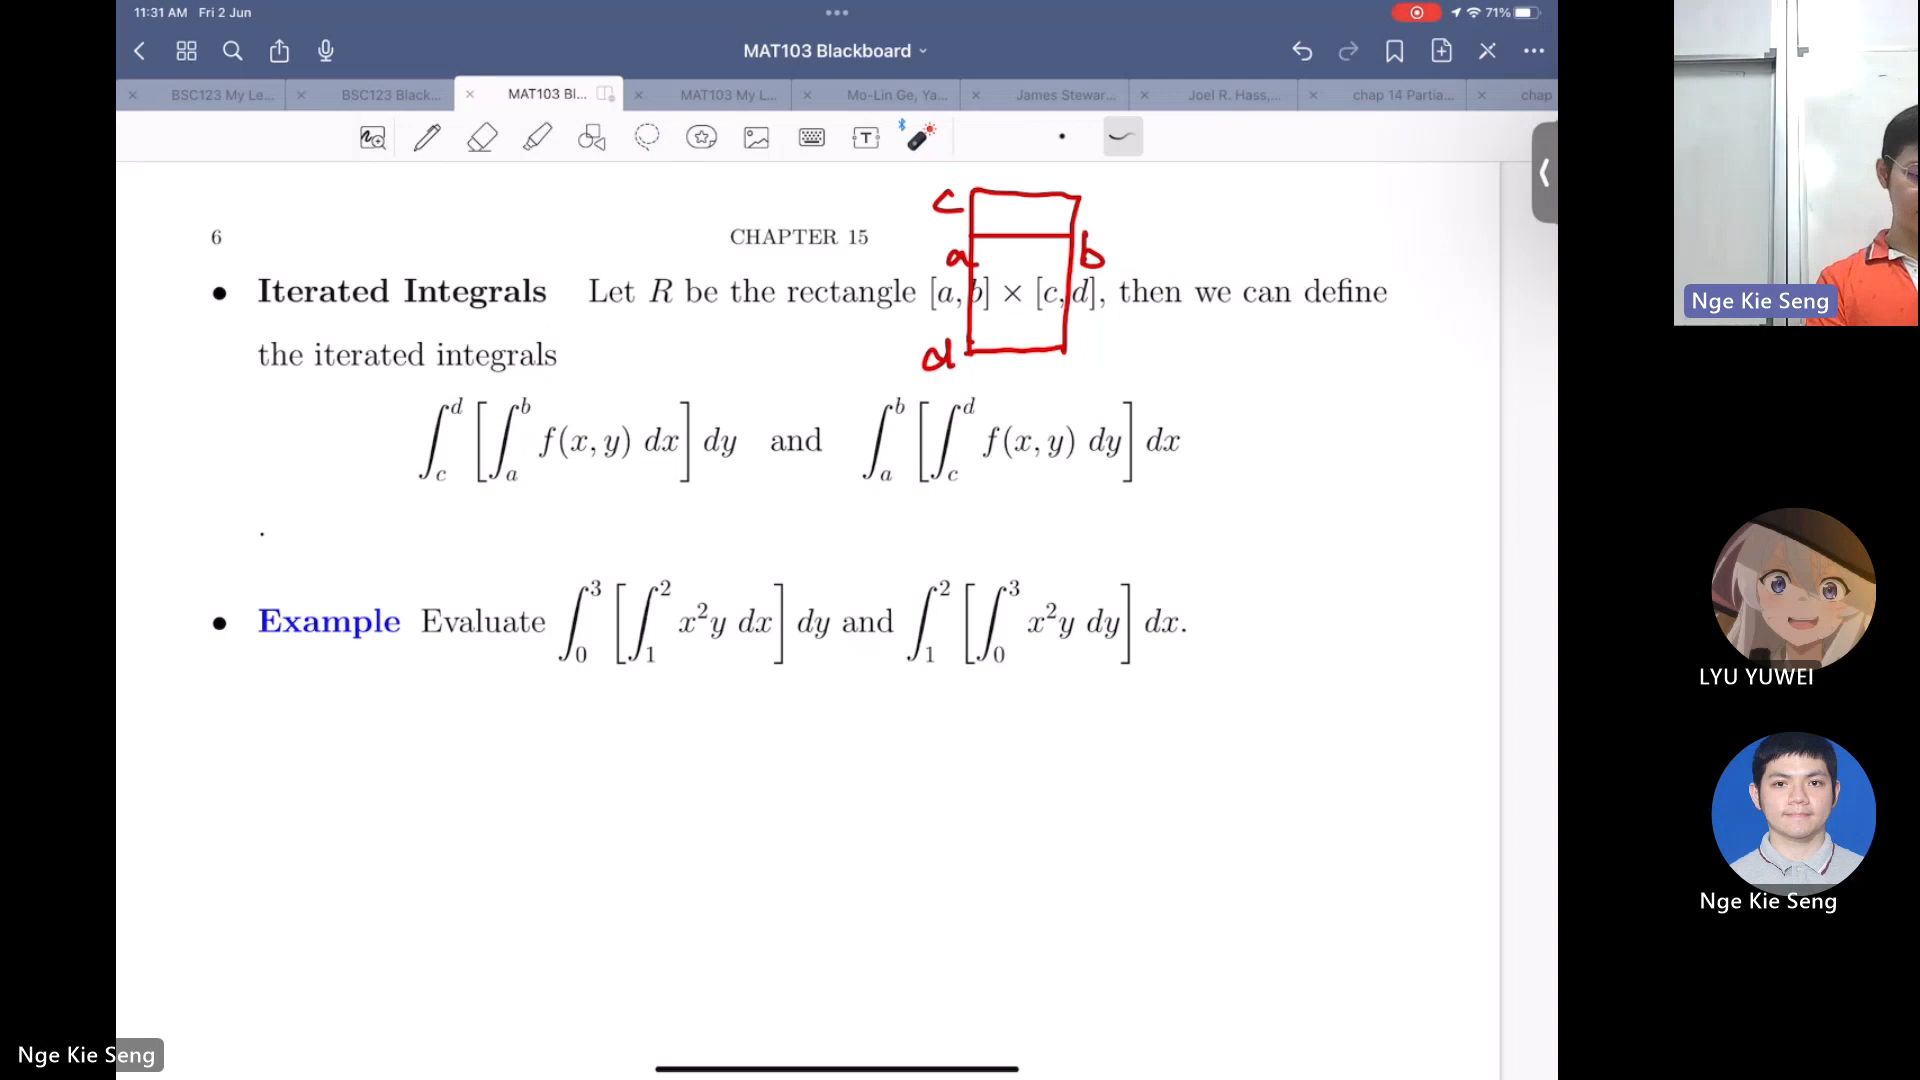 11:31 AM Fri 2 Jun
71%
MAT103 Blackboard
BSC123 My Le...
BSC123 Black...
MAT103 Bl...
MAT103 My L...
Mo-Lin Ge, Ya...
James Stewar...
Joel R. Hass,...
chap 14 Partia...
chap
T
c
6 CHAPTER 15
a b
• Iterated Integrals Let R be the rectangle [a, b] × [c, d], then we can define
the iterated integrals
d
∫_c^d [∫_a^b f(x, y) dx] dy and ∫_a^b [∫_c^d f(x, y) dy] dx
.
• Example Evaluate ∫_0^3 [∫_1^2 x²y dx] dy and ∫_1^2 [∫_0^3 x²y dy] dx.
Nge Kie Seng
LYU YUWEI
Nge Kie Seng
Nge Kie Seng